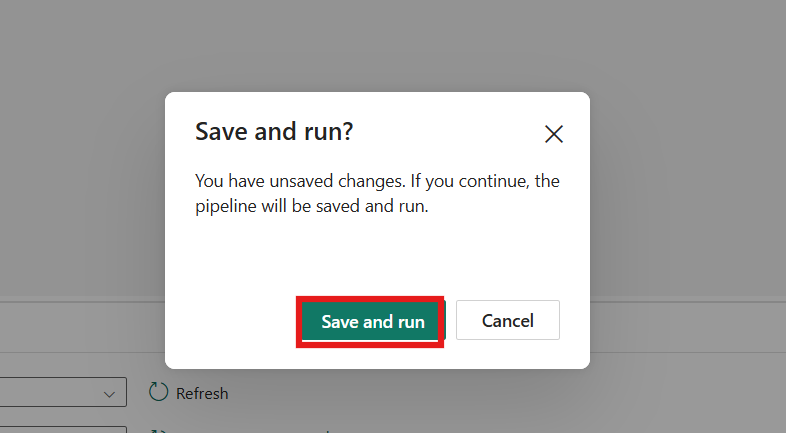 Save and run?
You have unsaved changes. If you continue, the
pipeline will be saved and run.
Save and run
Cancel
Refresh